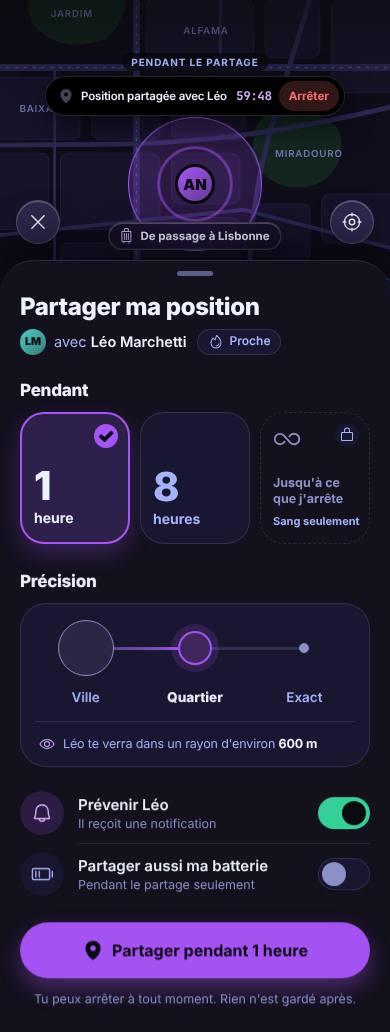 JARDIM
ALFAMA
PENDANT LE PARTAGE
BAIXA
Position partagée avec Léo 59:48 Arrêter
MIRADOURO
AN
De passage à Lisbonne
Partager ma position
LM avec Léo Marchetti Proche
Pendant
1
heure
8
heures
Jusqu'à ce
que j'arrête
Sang seulement
Précision
Ville Quartier Exact
Léo te verra dans un rayon d'environ 600 m
Prévenir Léo
Il reçoit une notification
Partager aussi ma batterie
Pendant le partage seulement
Partager pendant 1 heure
Tu peux arrêter à tout moment. Rien n'est gardé après.